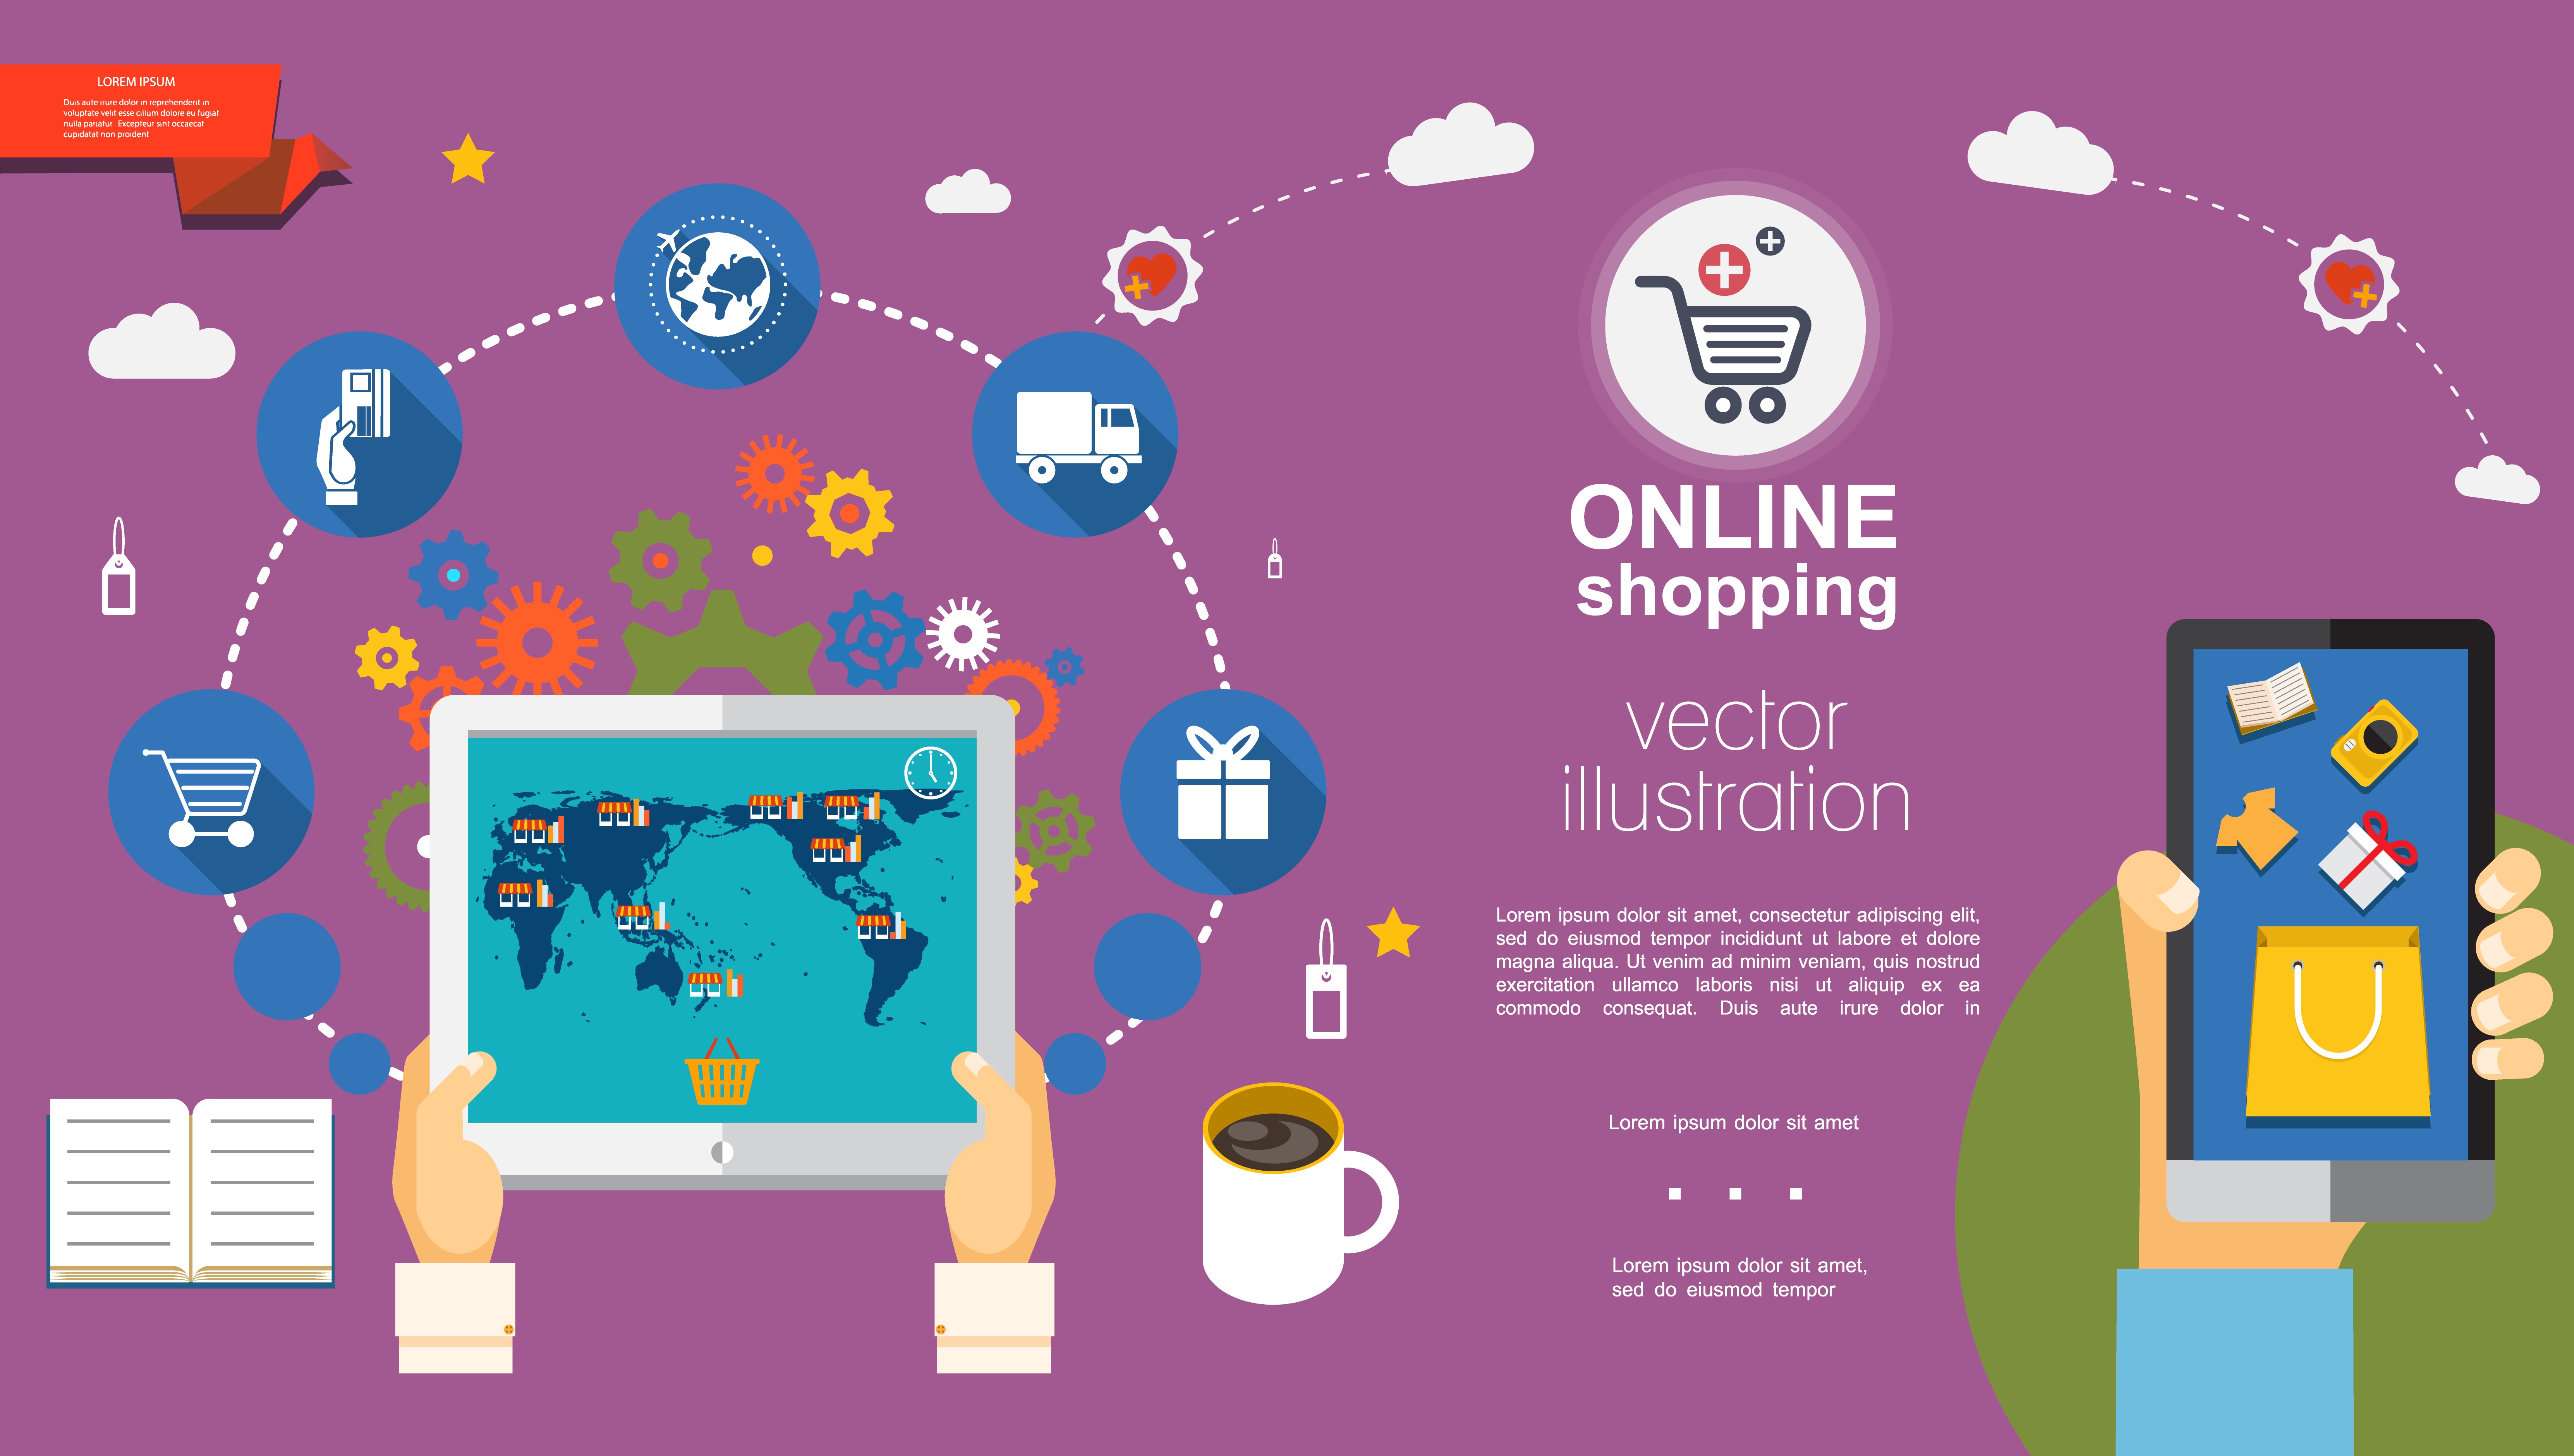 LOREM IPSUM
Duis aute irure dolor in reprehenderit in
voluptate velit esse cillum dolore eu fugiat
nulla pariatur Excepteur sint occaecat
cupidatat non proident
ONLINE
shopping
vector
illustration
Lorem ipsum dolor sit amet, consectetur adipiscing elit,
sed do eiusmod tempor incididunt ut labore et dolore
magna aliqua. Ut venim ad minim veniam, quis nostrud
exercitation ullamco laboris nisi ut aliquip ex ea
commodo consequat. Duis aute irure dolor in
Lorem ipsum dolor sit amet
Lorem ipsum dolor sit amet,
sed do eiusmod tempor